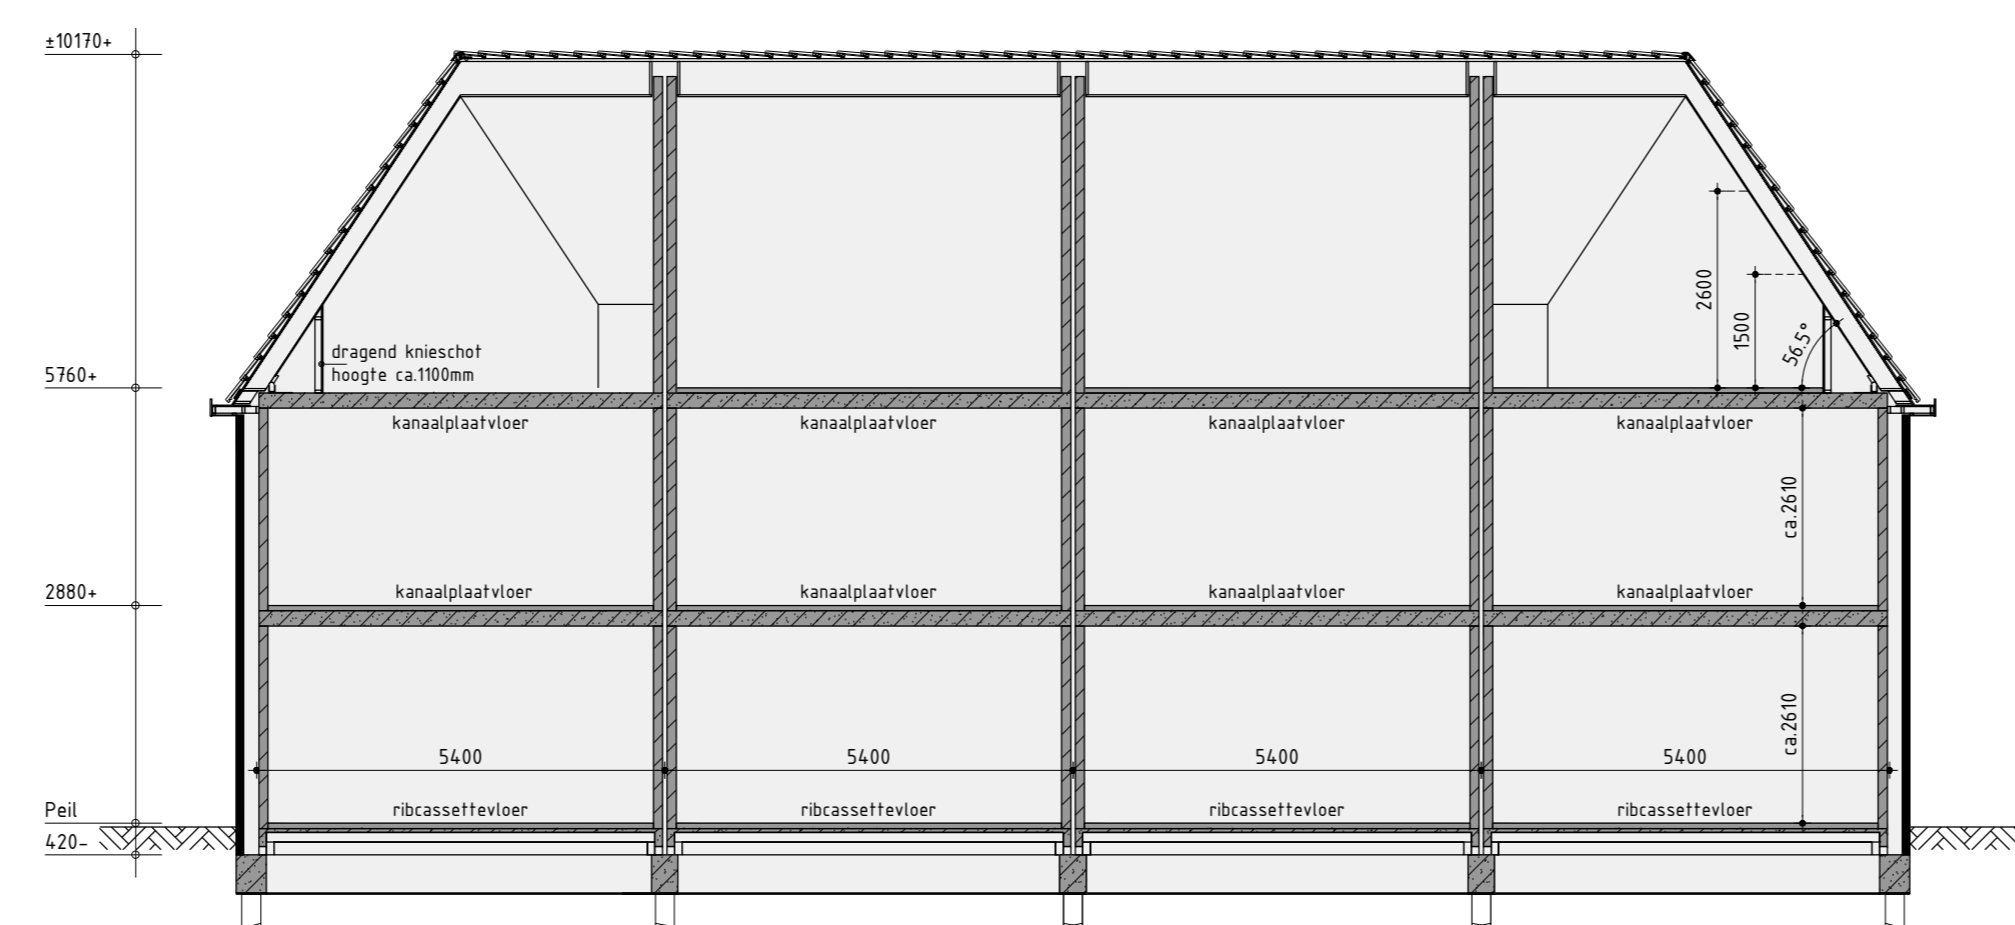 ±10170+
2600
1500
56.5°
dragend knieschot
hoogte ca.1100mm
5760+
kanaalplaatvloer kanaalplaatvloer kanaalplaatvloer kanaalplaatvloer
ca.2610
2880+
kanaalplaatvloer kanaalplaatvloer kanaalplaatvloer kanaalplaatvloer
ca.2610
5400 5400 5400 5400
Peil
ribcassettevloer ribcassettevloer ribcassettevloer ribcassettevloer
420-